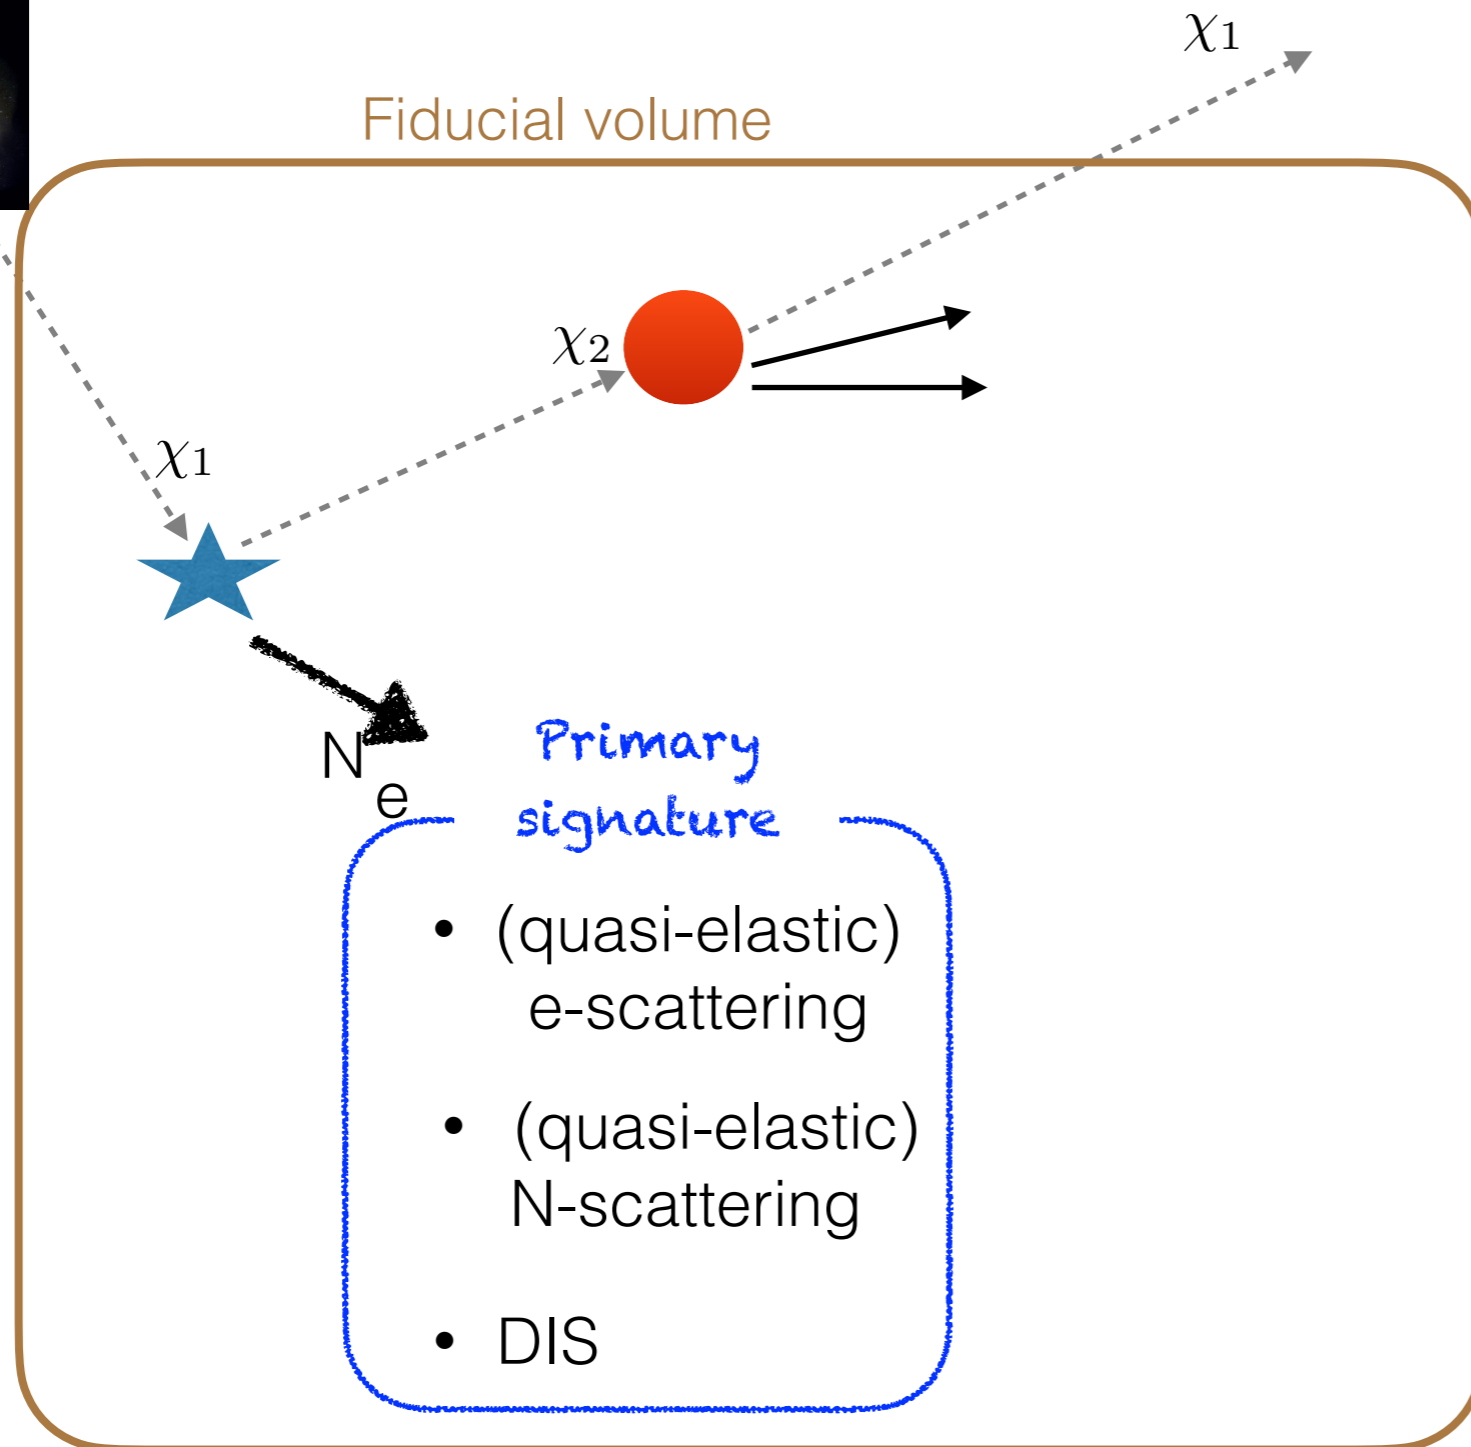 χ₁
Fiducial volume
χ₂
χ₁
N
e
Primary
signature
• (quasi-elastic)
e-scattering
• (quasi-elastic)
N-scattering
• DIS